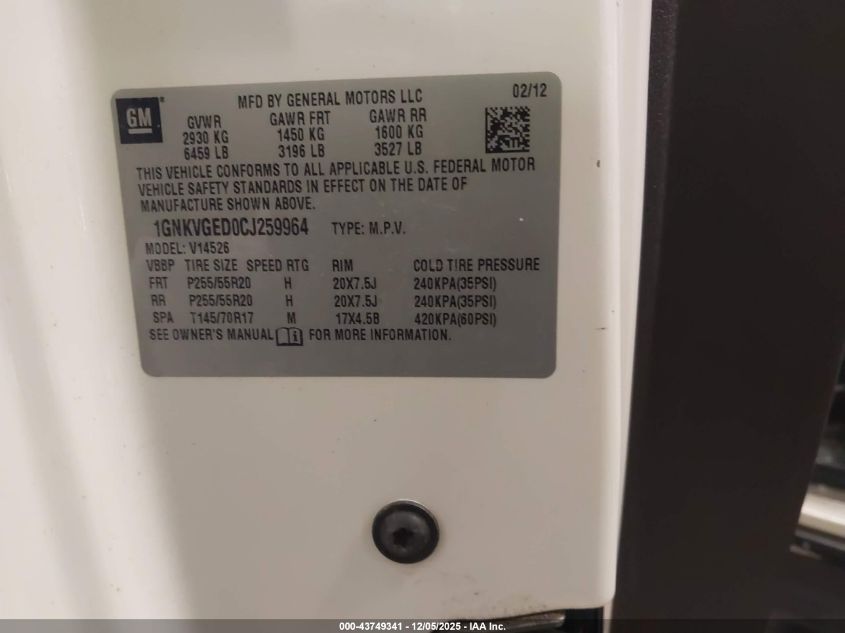 GM
MFD BY GENERAL MOTORS LLC 02/12
GVWR GAWR FRT GAWR RR
2930 KG 1450 KG 1600 KG
6459 LB 3196 LB 3527 LB
THIS VEHICLE CONFORMS TO ALL APPLICABLE U.S. FEDERAL MOTOR
VEHICLE SAFETY STANDARDS IN EFFECT ON THE DATE OF
MANUFACTURE SHOWN ABOVE.
1GNKVGED0CJ259964 TYPE: M.P.V.
MODEL: V14526
VBBP TIRE SIZE SPEED RTG RIM COLD TIRE PRESSURE
FRT P255/55R20 H 20X7.5J 240KPA(35PSI)
RR P255/55R20 H 20X7.5J 240KPA(35PSI)
SPA T145/70R17 M 17X4.5B 420KPA(60PSI)
SEE OWNER'S MANUAL FOR MORE INFORMATION.
000-43749341 - 12/05/2025 - IAA Inc.